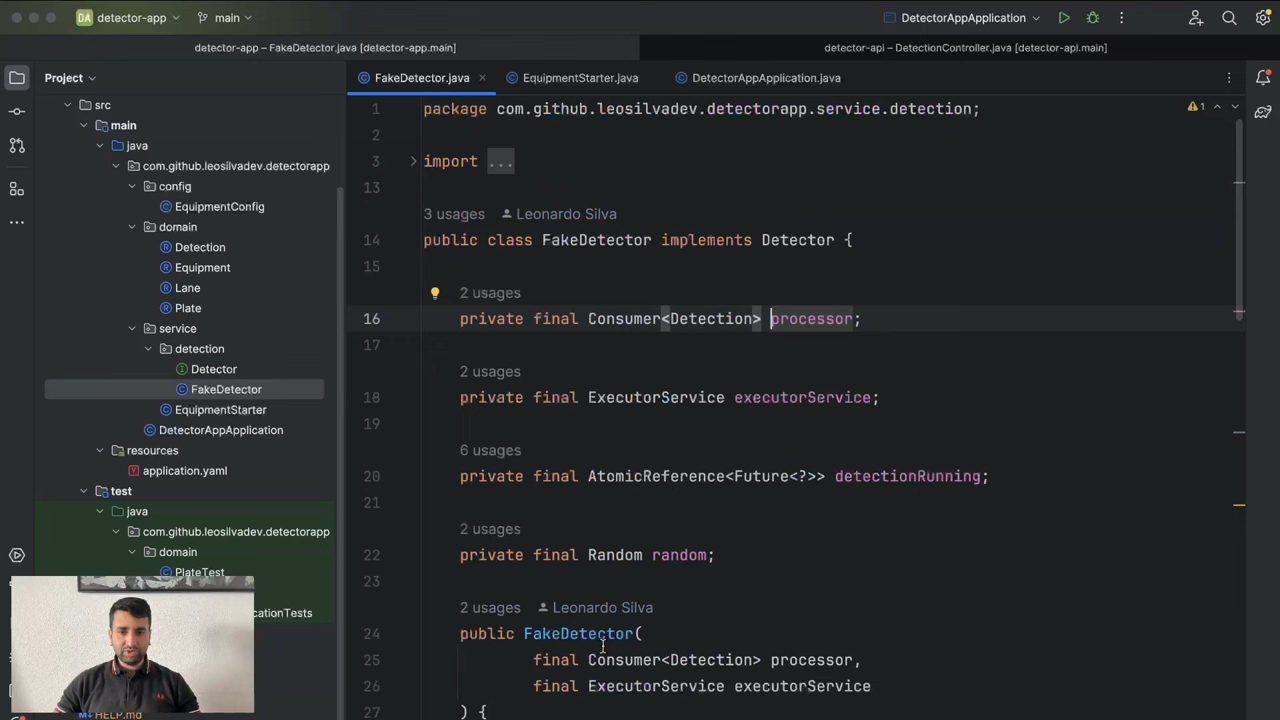 DA detector-app main DetectorAppApplication
detector-app – FakeDetector.java [detector-app.main] detector-api – DetectionController.java [detector-api.main]
Project
FakeDetector.java EquipmentStarter.java DetectorAppApplication.java
src
main
java
com.github.leosilvadev.detectorapp
config
EquipmentConfig
domain
Detection
Equipment
Lane
Plate
service
detection
Detector
FakeDetector
EquipmentStarter
DetectorAppApplication
resources
application.yaml
test
java
com.github.leosilvadev.detectorapp
domain
PlateTest
cationTests
HELP.md
1 package com.github.leosilvadev.detectorapp.service.detection; 1
2
3 import ...
13
3 usages Leonardo Silva
14 public class FakeDetector implements Detector {
15
2 usages
16 private final Consumer<Detection> processor;
17
2 usages
18 private final ExecutorService executorService;
19
6 usages
20 private final AtomicReference<Future<?>> detectionRunning;
21
2 usages
22 private final Random random;
23
2 usages Leonardo Silva
24 public FakeDetector(
25 final Consumer<Detection> processor,
26 final ExecutorService executorService
27 ) {